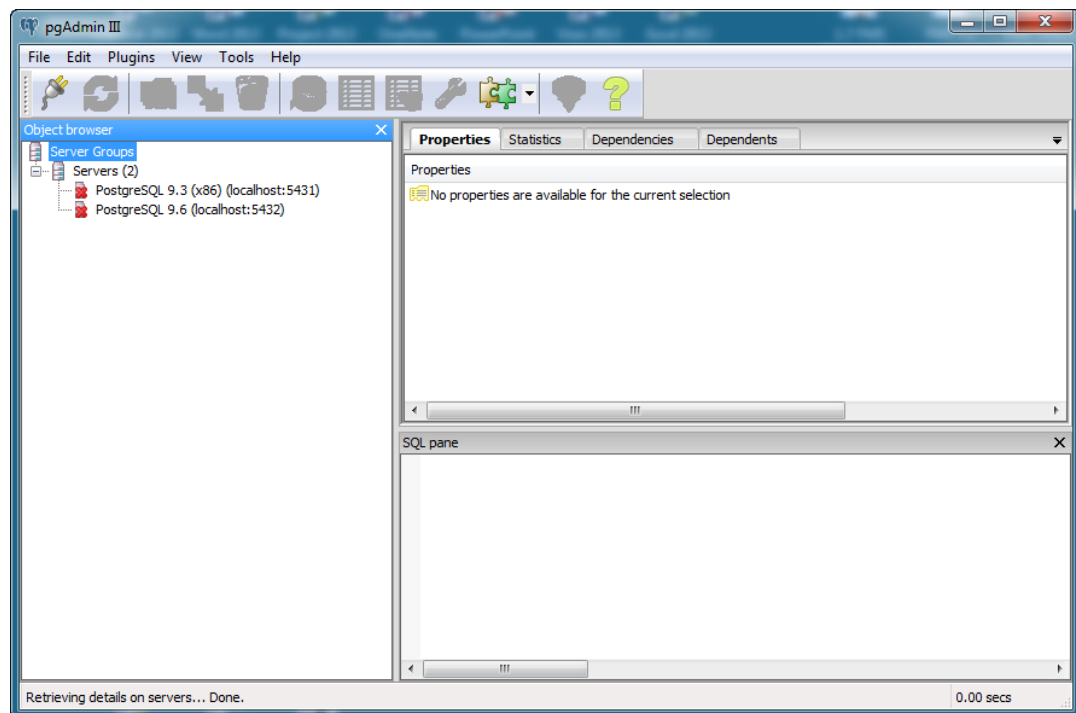 pgAdmin III
File Edit Plugins View Tools Help
Object browser
Server Groups
Servers (2)
PostgreSQL 9.3 (x86) (localhost:5431)
PostgreSQL 9.6 (localhost:5432)
Properties Statistics Dependencies Dependents
Properties
No properties are available for the current selection
SQL pane
Retrieving details on servers... Done.
0.00 secs